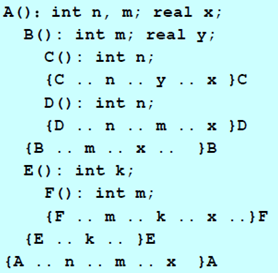 A(): int n, m; real x;
B(): int m; real y;
C(): int n;
{C .. n .. y .. x }C
D(): int n;
{D .. n .. m .. x }D
{B .. m .. x .. }B
E(): int k;
F(): int m;
{F .. m .. k .. x ..}F
{E .. k .. }E
{A .. n .. m .. x }A